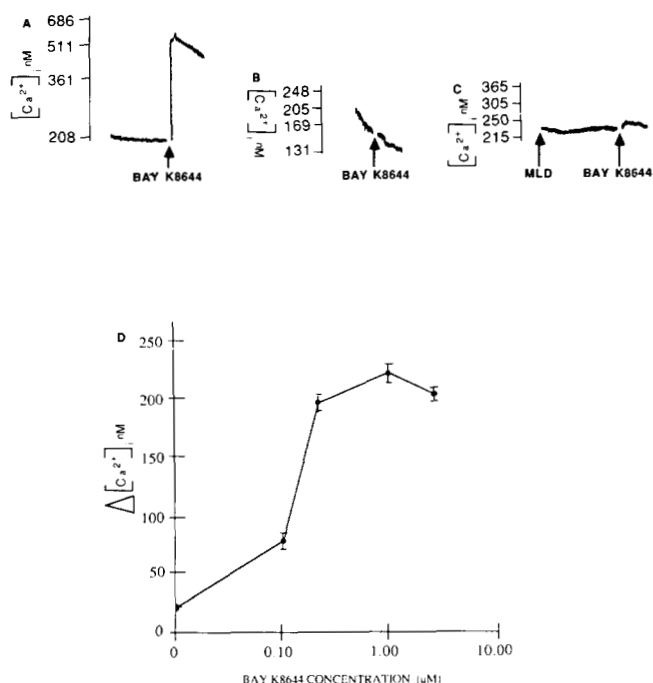 A
686
511
361
208
[Ca²⁺]ᵢ nM
BAY K8644
B
248
205
169
131
[Ca²⁺]ᵢ nM
BAY K8644
C
365
305
250
215
[Ca²⁺]ᵢ nM
MLD
BAY K8644
D
250
200
150
100
50
0
Δ [Ca²⁺]ᵢ nM
0
0.10
1.00
10.00
BAY K8644 CONCENTRATION (uM)